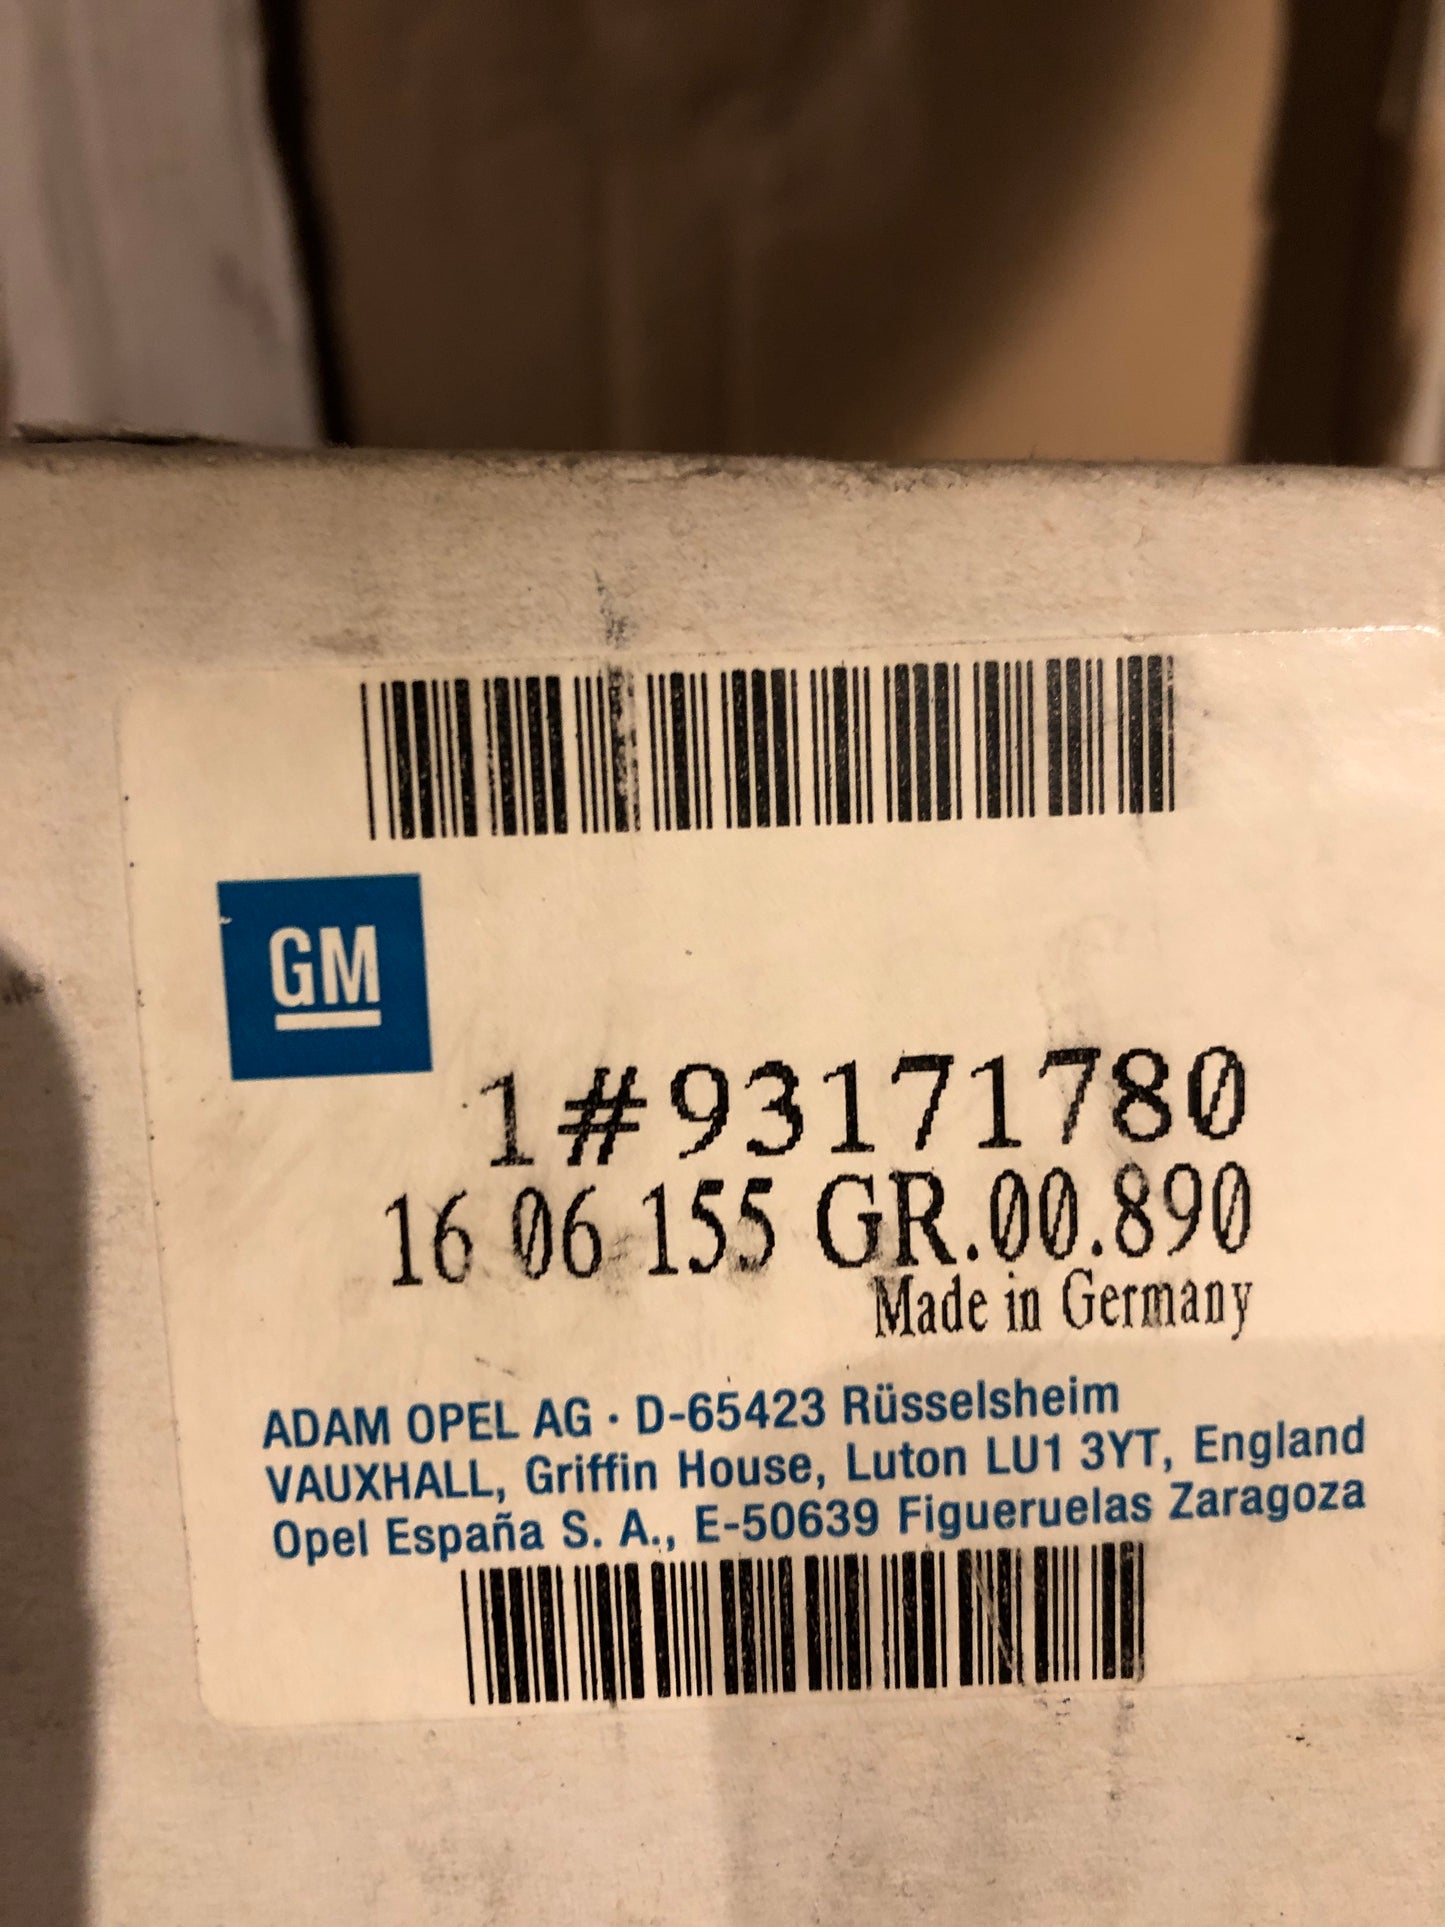 GM
1#93171780
16 06 155 GR.00.890
Made in Germany
ADAM OPEL AG · D-65423 Rüsselsheim
VAUXHALL, Griffin House, Luton LU1 3YT, England
Opel España S. A., E-50639 Figueruelas Zaragoza